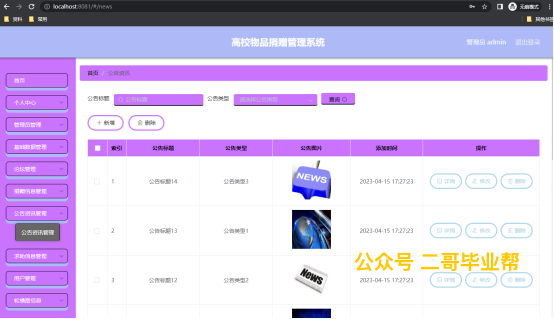 localhost:8081/#/news
无痕模式
资料 常用 其他书签
高校物品捐赠管理系统
管理员 admin 退出登录
首页
个人中心
管理员管理
基础数据管理
论坛管理
捐赠信息管理
公告资讯管理
公告资讯管理
求助信息管理
用户管理
轮播图信息
首页 / 公告资讯
公告标题 公告标题 公告类型 请选择公告类型 查询
+ 新增 删除
索引 公告标题 公告类型 公告图片 添加时间 操作
1 公告标题14 公告类型3 NEWS 2023-04-15 17:27:23 详情 修改 删除
2 公告标题13 公告类型1 2023-04-15 17:27:23 详情 修改 删除
3 公告标题12 公告类型2 News 2023-04-15 17:27:23 详情 修改 删除
公众号 二哥毕业帮